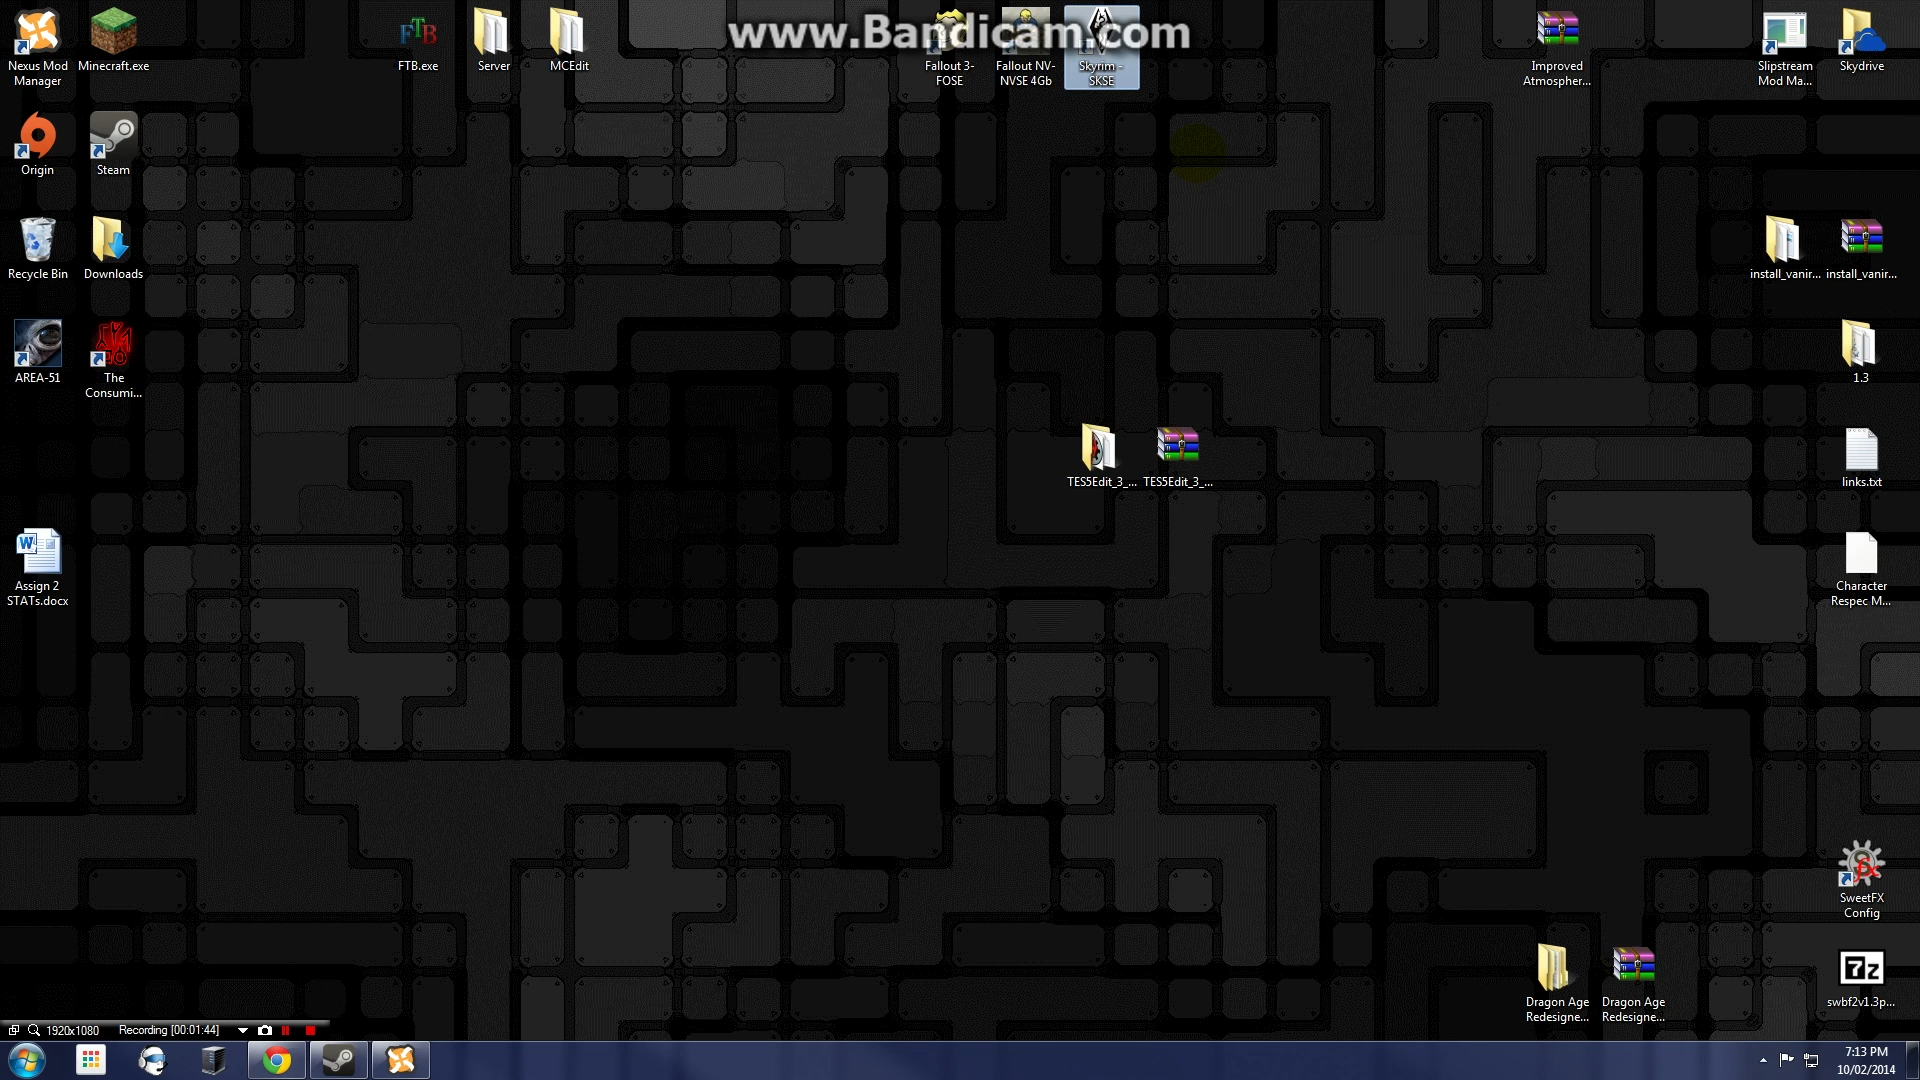 www.Bandicam.com
Nexus Mod
Manager
Minecraft.exe
FTB
FTB.exe
Server
MCEdit
Fallout 3-
FOSE
Fallout NV-
NVSE 4Gb
Skyrim -
SKSE
Improved
Atmospher...
Slipstream
Mod Ma...
Skydrive
Origin
Steam
Recycle Bin
Downloads
install_vanir...
install_vanir...
AREA-51
The
Consumi...
1.3
TES5Edit_3_...
TES5Edit_3_...
links.txt
W
Assign 2
STATs.docx
Character
Respec M...
SweetFX
Config
Dragon Age
Redesigne...
Dragon Age
Redesigne...
7z
swbf2v1.3p...
1920x1080
Recording [00:01:44]
7:13 PM
10/02/2014